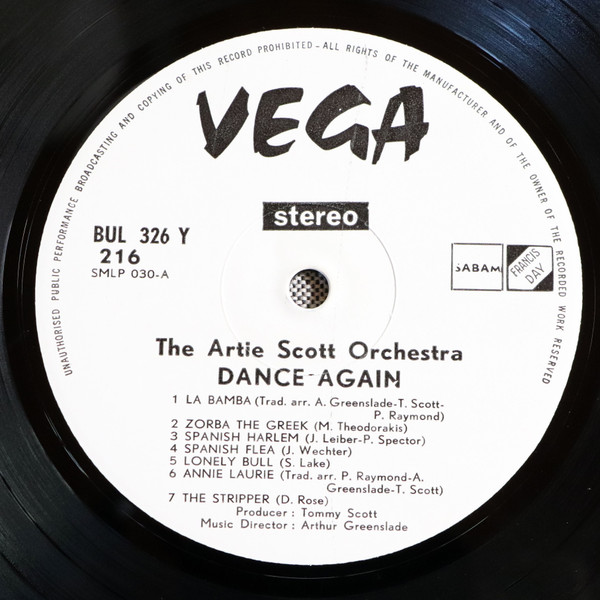 UNAUTHORISED PUBLIC PERFORMANCE BROADCASTING AND COPYING OF THIS RECORD PROHIBITED - ALL RIGHTS OF THE MANUFACTURER AND OF THE OWNER OF THE RECORDED WORK RESERVED
VEGA
stereo
BUL 326 Y
216
SMLP 030-A
SABAM
FRANCIS
DAY
The Artie Scott Orchestra
DANCE-AGAIN
1 LA BAMBA (Trad. arr. A. Greenslade-T. Scott-
P. Raymond)
2 ZORBA THE GREEK (M. Theodorakis)
3 SPANISH HARLEM (J. Leiber-P. Spector)
4 SPANISH FLEA (J. Wechter)
5 LONELY BULL (S. Lake)
6 ANNIE LAURIE (Trad. arr. P. Raymond-A.
Greenslade-T. Scott)
7 THE STRIPPER (D. Rose)
Producer : Tommy Scott
Music Director : Arthur Greenslade